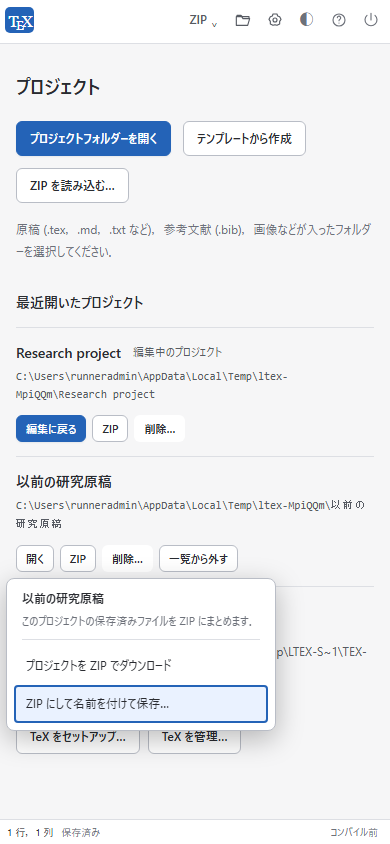 TEX
ZIP
プロジェクト
プロジェクトフォルダーを開く
テンプレートから作成
ZIP を読み込む...
原稿 (.tex, .md, .txt など)，参考文献 (.bib)，画像などが入ったフォルダ
ーを選択してください．
最近開いたプロジェクト
Research project 編集中のプロジェクト
C:\Users\runneradmin\AppData\Local\Temp\ltex-
MpiQQm\Research project
編集に戻る
ZIP
削除...
以前の研究原稿
C:\Users\runneradmin\AppData\Local\Temp\ltex-MpiQQm\以前の
研究原稿
開く
ZIP
削除...
一覧から外す
以前の研究原稿
このプロジェクトの保存済みファイルを ZIP にまとめます．
p\LTEX-S~1\TEX-
プロジェクトを ZIP でダウンロード
ZIP にして名前を付けて保存...
TeX をセットアップ...
TeX を管理...
1 行，1 列 保存済み
コンパイル前